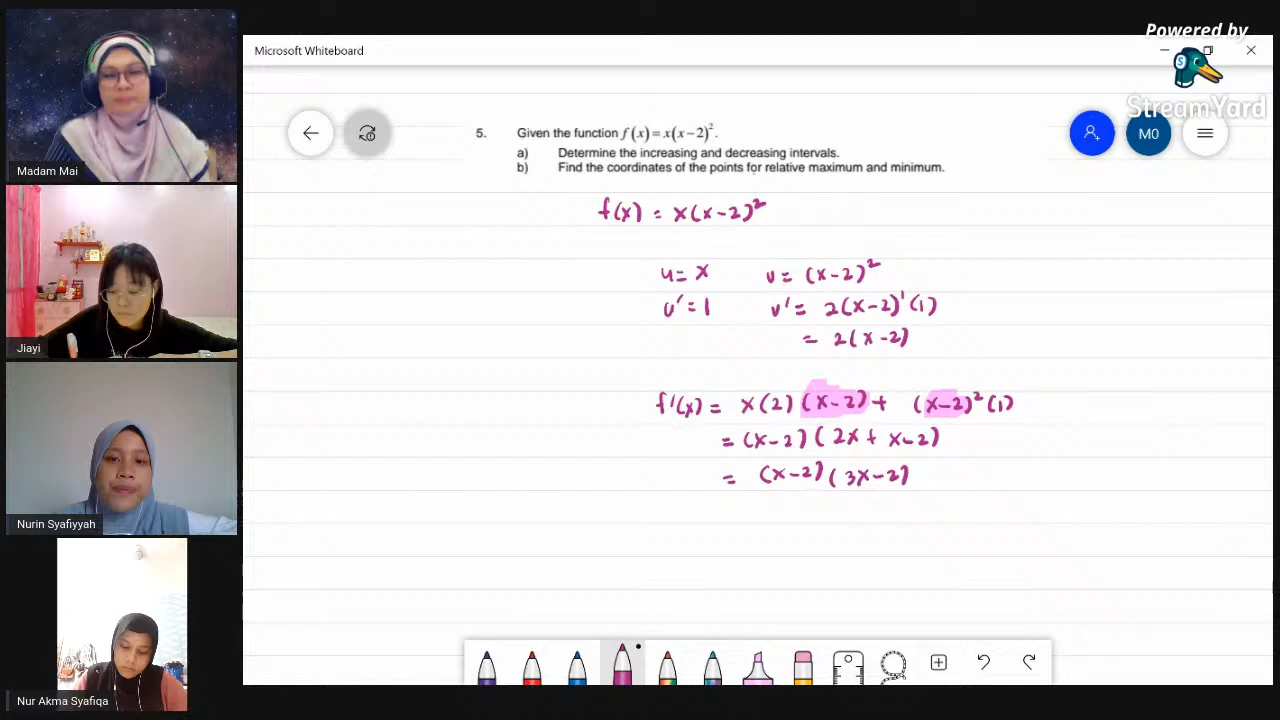 Powered by
StreamYard
Microsoft Whiteboard
Madam Mai
Jiayi
Nurin Syafiyyah
Nur Akma Syafiqa
M0
5. Given the function f(x)=x(x−2)².
a) Determine the increasing and decreasing intervals.
b) Find the coordinates of the points for relative maximum and minimum.
f(x) = x(x-2)²
u = x v = (x-2)²
u' = 1 v' = 2(x-2)¹(1)
= 2(x-2)
f'(x) = x(2)(x-2) + (x-2)²(1)
= (x-2)(2x + x-2)
= (x-2)(3x-2)